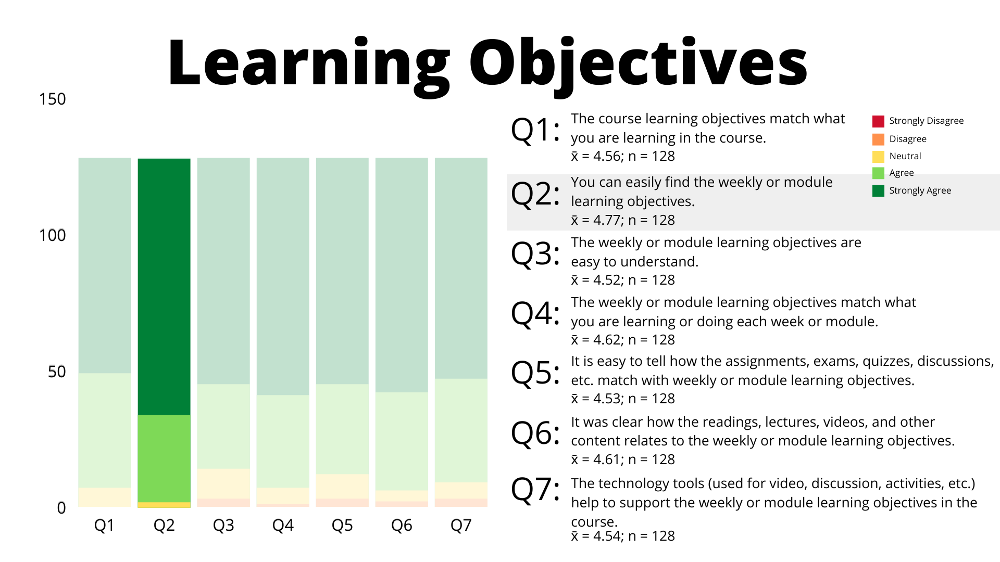 Learning Objectives
150
100
50
0
Q1
Q2
Q3
Q4
Q5
Q6
Q7
Q1:
The course learning objectives match what
you are learning in the course.
x̄ = 4.56; n = 128
Q2:
You can easily find the weekly or module
learning objectives.
x̄ = 4.77; n = 128
Q3:
The weekly or module learning objectives are
easy to understand.
x̄ = 4.52; n = 128
Q4:
The weekly or module learning objectives match what
you are learning or doing each week or module.
x̄ = 4.62; n = 128
Q5:
It is easy to tell how the assignments, exams, quizzes, discussions,
etc. match with weekly or module learning objectives.
x̄ = 4.53; n = 128
Q6:
It was clear how the readings, lectures, videos, and other
content relates to the weekly or module learning objectives.
x̄ = 4.61; n = 128
Q7:
The technology tools (used for video, discussion, activities, etc.)
help to support the weekly or module learning objectives in the
course.
x̄ = 4.54; n = 128
Strongly Disagree
Disagree
Neutral
Agree
Strongly Agree